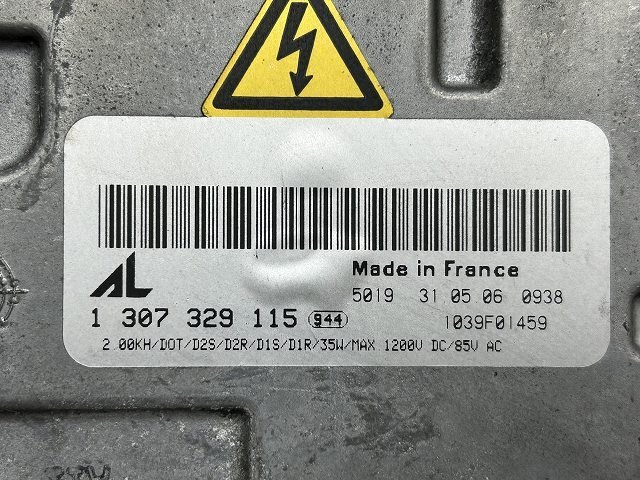 AL
Made in France
5019 31 05 06 0938
1 307 329 115 944
1039F01459
2.00KH/DOT/D2S/D2R/D1S/D1R/35W/MAX 1200V DC/85V AC